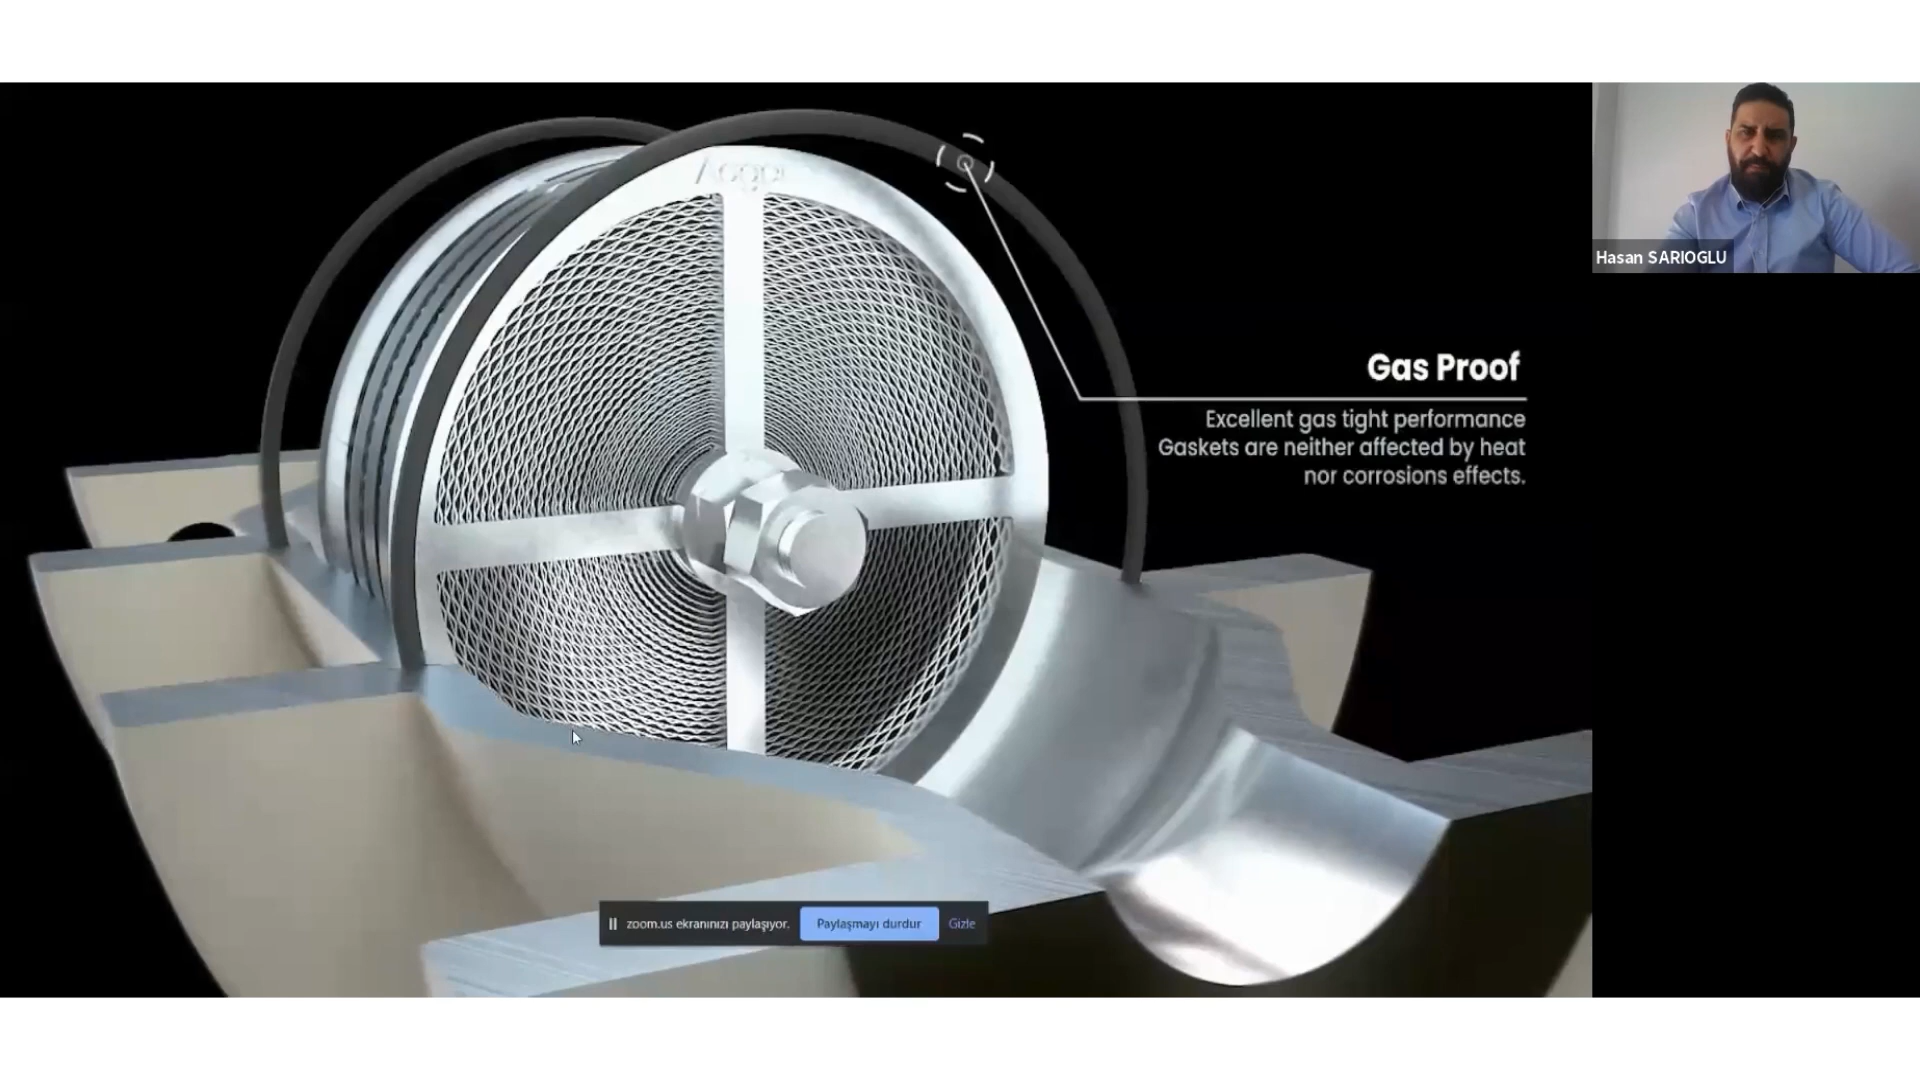 Gas Proof
Excellent gas tight performance
Gaskets are neither affected by heat
nor corrosions effects.
Hasan SARIOGLU
zoom.us ekranınızı paylaşıyor.
Paylaşmayı durdur
Gizle